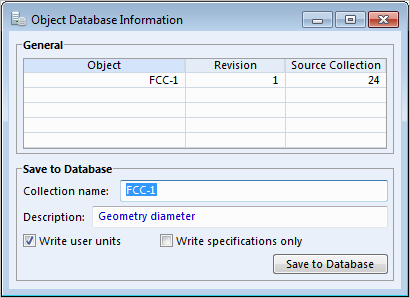 Object Database Information
General
Object Revision Source Collection
FCC-1 1 24
Save to Database
Collection name: FCC-1
Description: Geometry diameter
Write user units Write specifications only
Save to Database